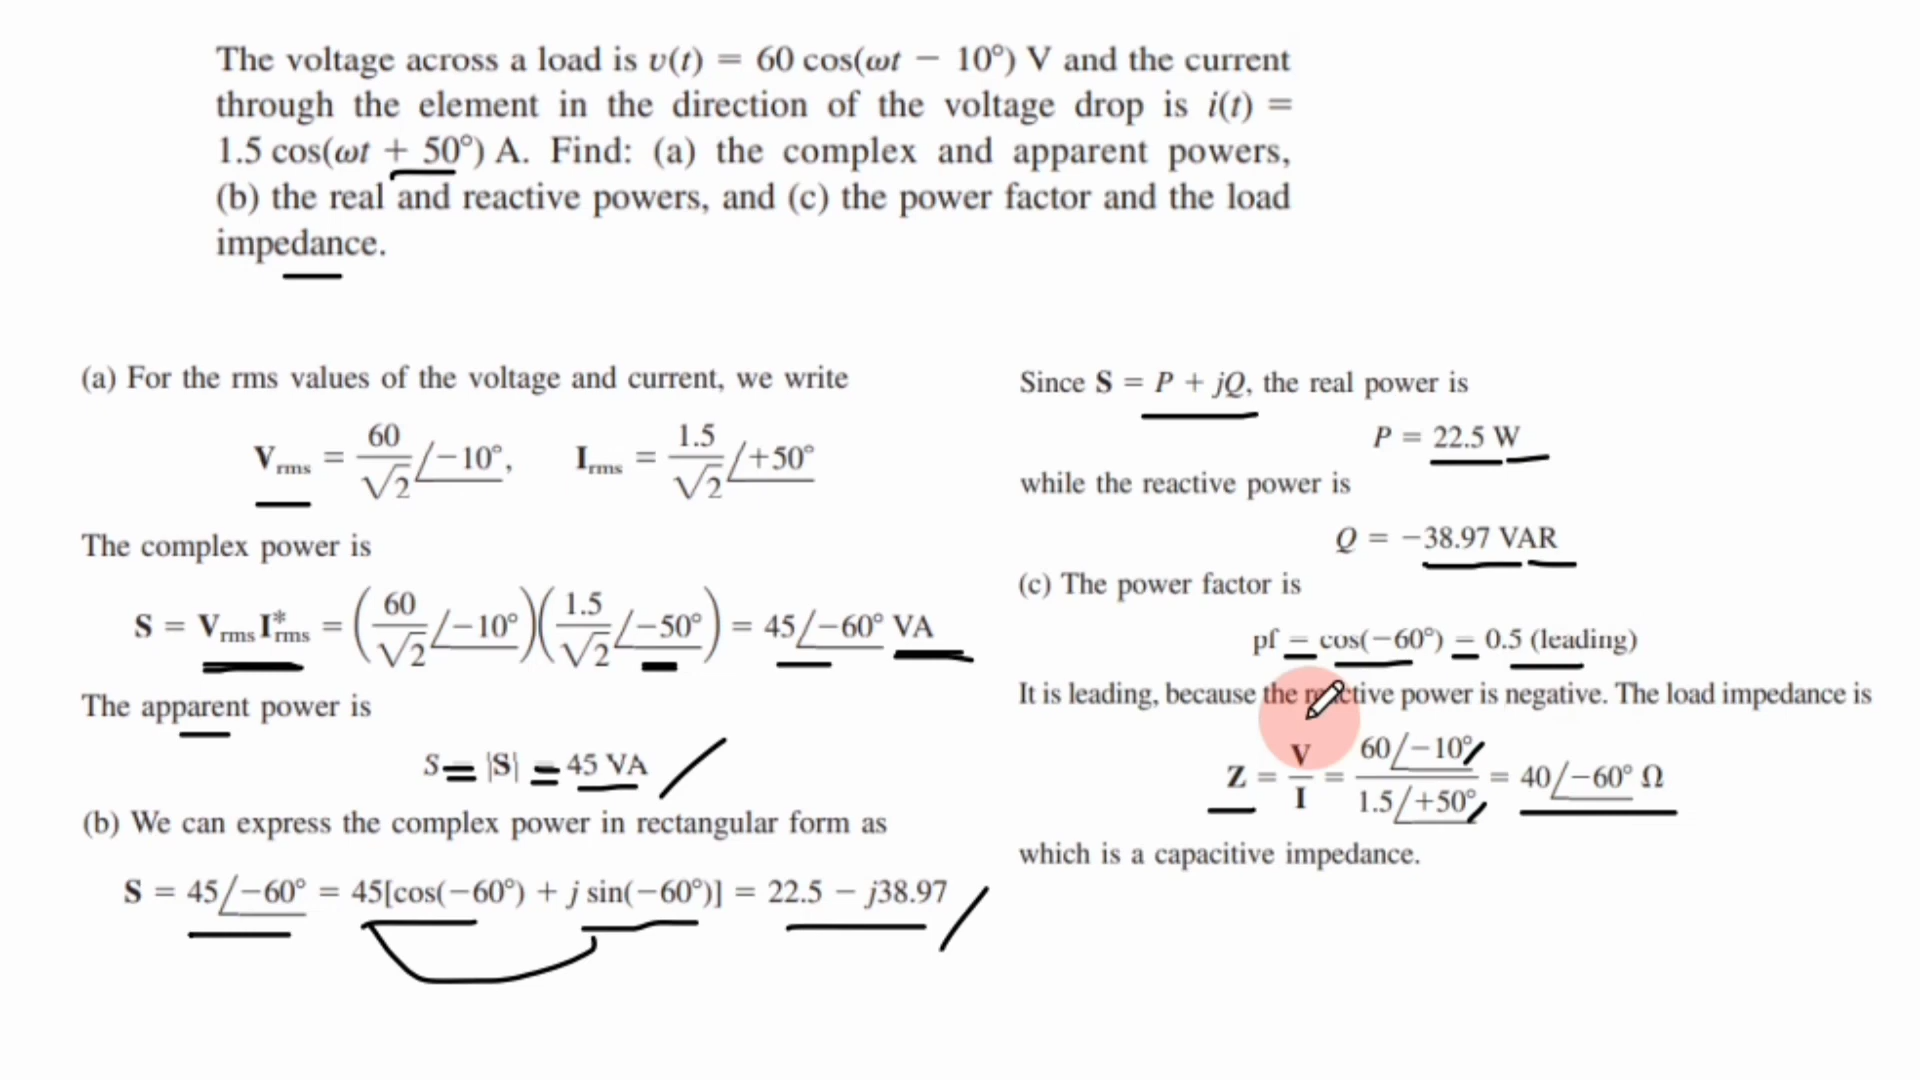 The voltage across a load is v(t) = 60 cos(ωt − 10°) V and the current
through the element in the direction of the voltage drop is i(t) =
1.5 cos(ωt + 50°) A. Find: (a) the complex and apparent powers,
(b) the real and reactive powers, and (c) the power factor and the load
impedance.
(a) For the rms values of the voltage and current, we write
V_rms = 60/√2 ∠−10°, I_rms = 1.5/√2 ∠+50°
The complex power is
S = V_rms I*_rms = (60/√2 ∠−10°)(1.5/√2 ∠−50°) = 45∠−60° VA
The apparent power is
S = |S| = 45 VA
(b) We can express the complex power in rectangular form as
S = 45∠−60° = 45[cos(−60°) + j sin(−60°)] = 22.5 − j38.97
Since S = P + jQ, the real power is
P = 22.5 W
while the reactive power is
Q = −38.97 VAR
(c) The power factor is
pf = cos(−60°) = 0.5 (leading)
It is leading, because the reactive power is negative. The load impedance is
Z = V/I = 60∠−10° / 1.5∠+50° = 40∠−60° Ω
which is a capacitive impedance.